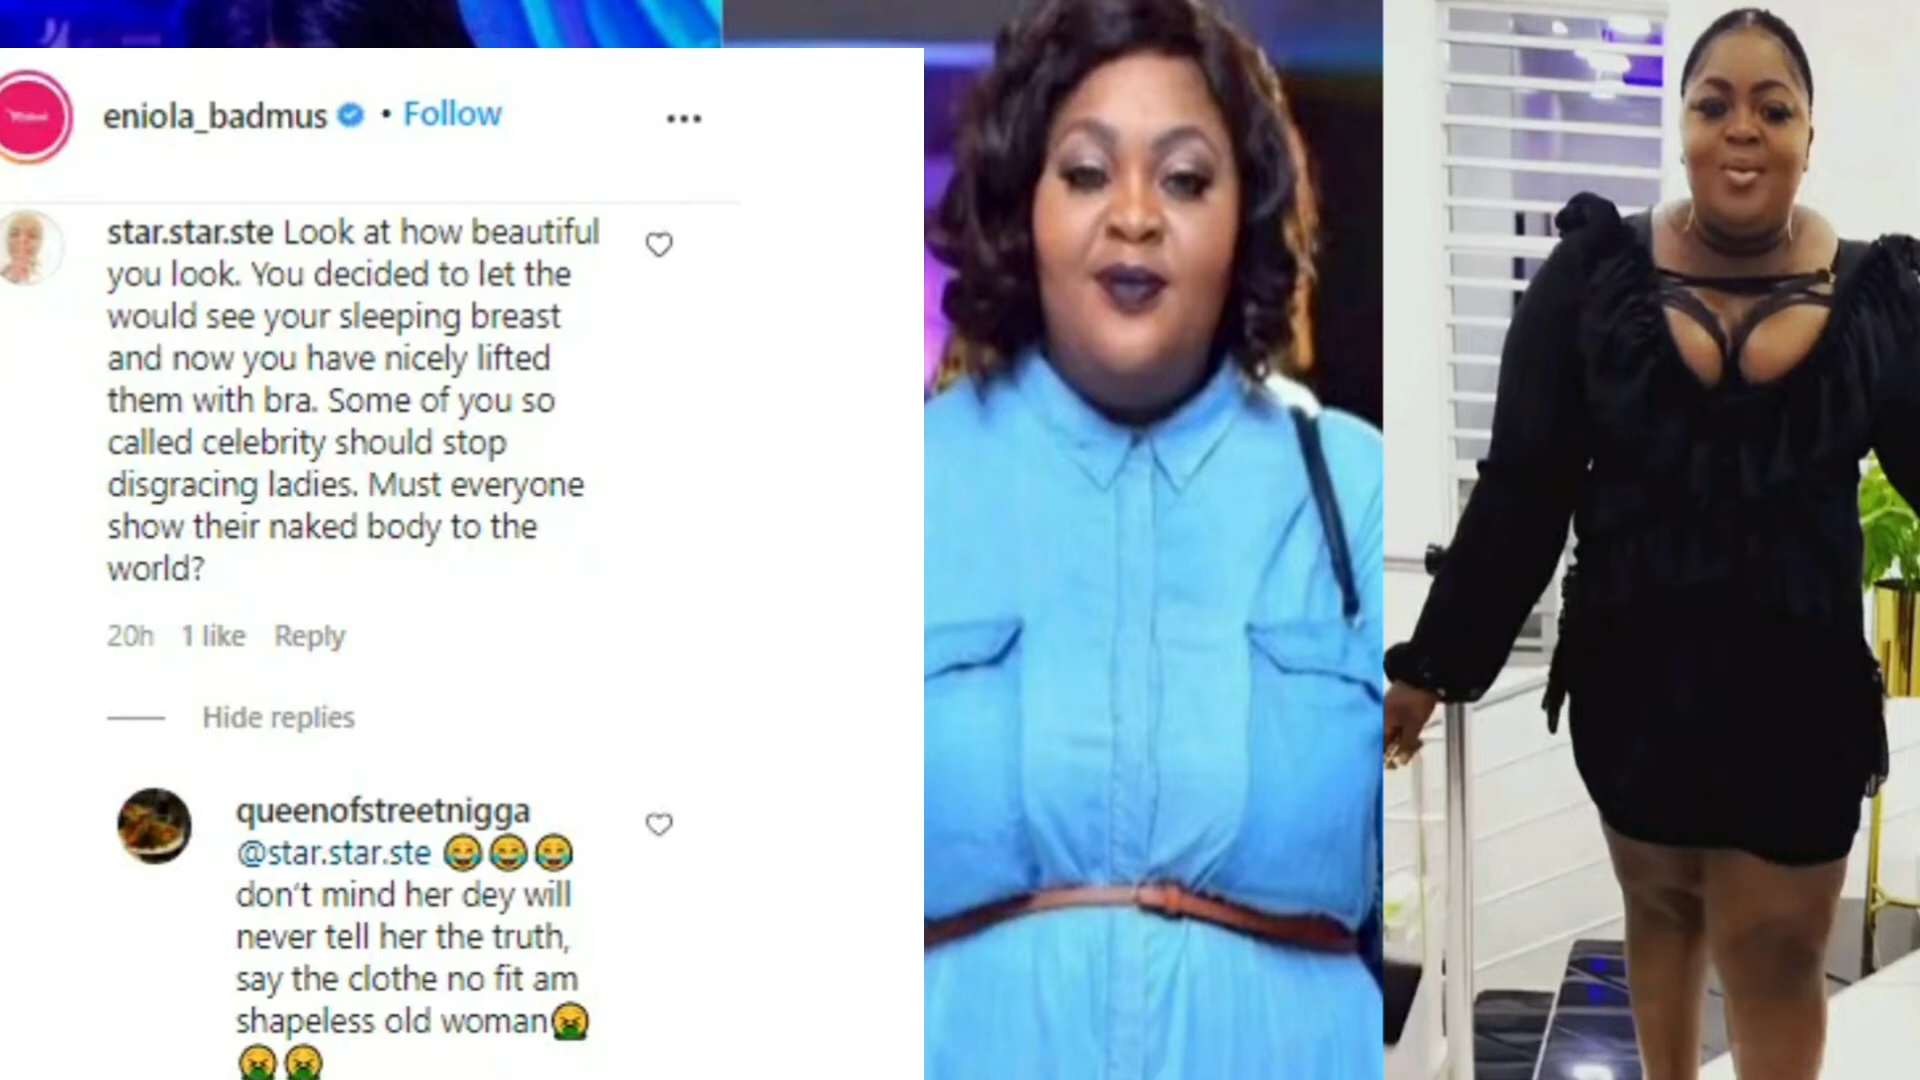 eniola_badmus • Follow •••
star.star.ste Look at how beautiful
you look. You decided to let the
would see your sleeping breast
and now you have nicely lifted
them with bra. Some of you so
called celebrity should stop
disgracing ladies. Must everyone
show their naked body to the
world?
20h 1 like Reply
Hide replies
queenofstreetnigga
@star.star.ste 😂😂😂
don't mind her dey will
never tell her the truth,
say the clothe no fit am
shapeless old woman🤮
🤮🤮